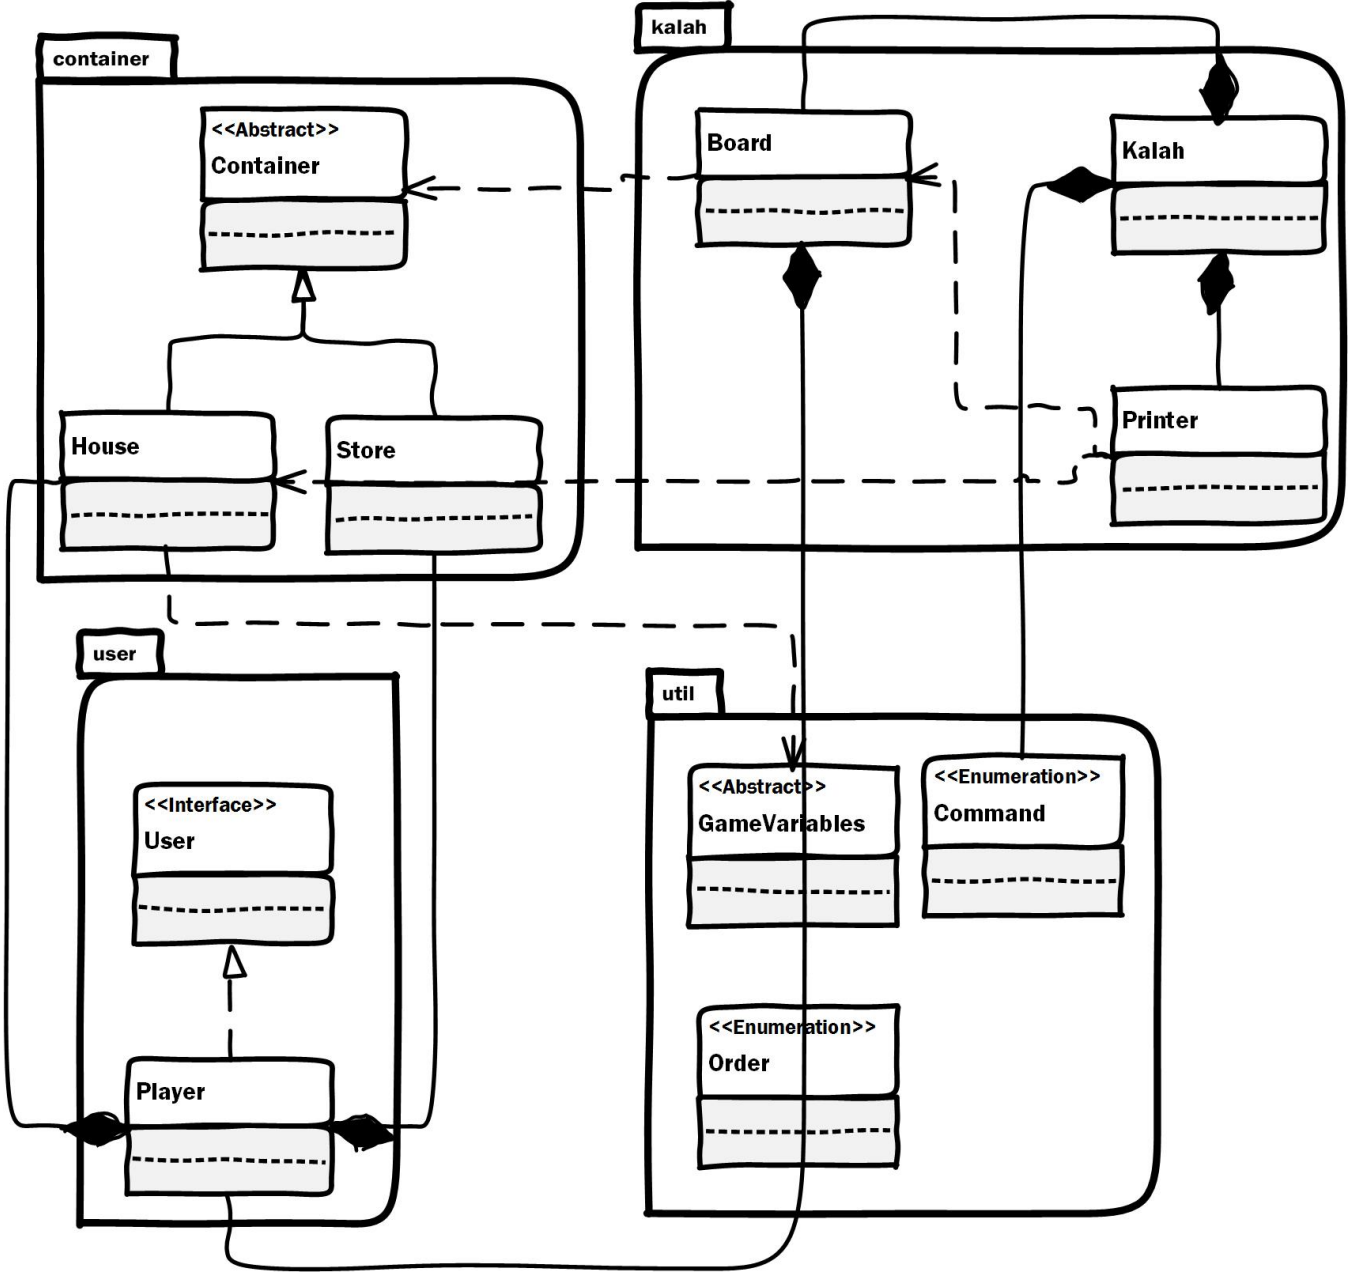 container
kalah
<<Abstract>>
Container
Board
Kalah
House
Store
Printer
user
util
<<Interface>>
User
<<Abstract>>
GameVariables
<<Enumeration>>
Command
<<Enumeration>>
Order
Player